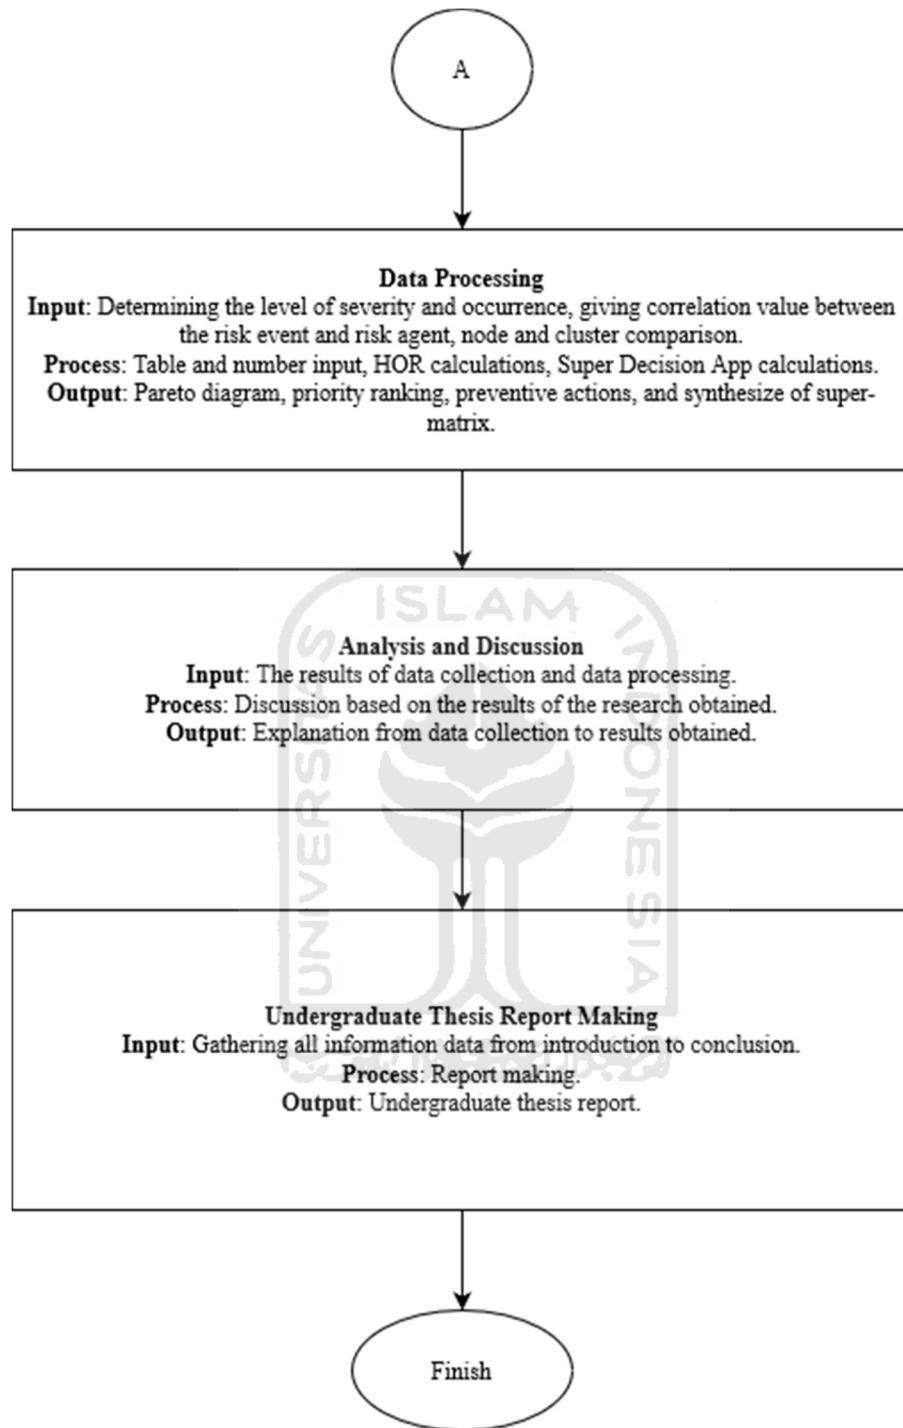 A
Data Processing
Input: Determining the level of severity and occurrence, giving correlation value between
the risk event and risk agent, node and cluster comparison.
Process: Table and number input, HOR calculations, Super Decision App calculations.
Output: Pareto diagram, priority ranking, preventive actions, and synthesize of super-
matrix.
ISLAM
UNIVERSITAS
INDONESIA
Analysis and Discussion
Input: The results of data collection and data processing.
Process: Discussion based on the results of the research obtained.
Output: Explanation from data collection to results obtained.
Undergraduate Thesis Report Making
Input: Gathering all information data from introduction to conclusion.
Process: Report making.
Output: Undergraduate thesis report.
Finish